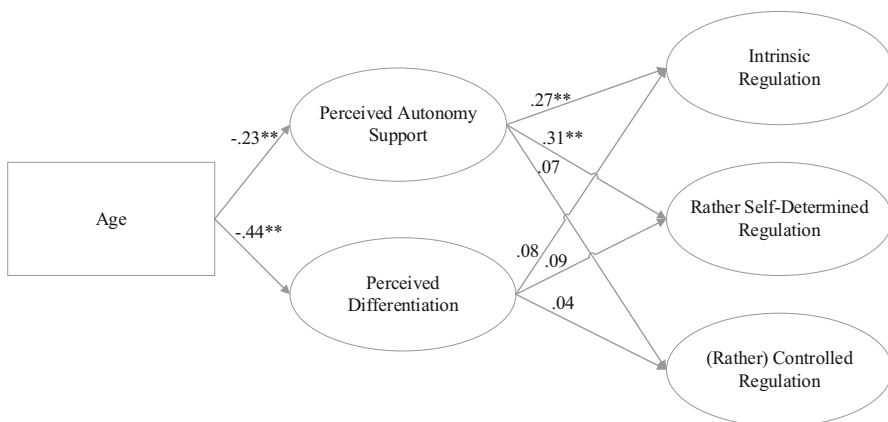 Age
-.23**
-.44**
Perceived Autonomy
Support
Perceived
Differentiation
.27**
.31**
.07
.08
.09
.04
Intrinsic
Regulation
Rather Self-Determined
Regulation
(Rather) Controlled
Regulation